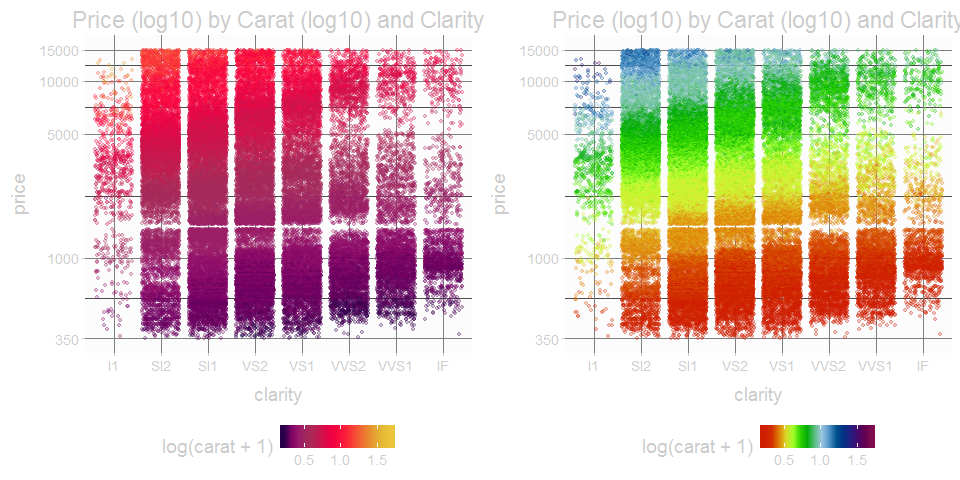 Price (log10) by Carat (log10) and Clarity
15000
10000
5000
1000
350
price
I1 SI2 SI1 VS2 VS1 VVS2 VVS1 IF
clarity
log(carat + 1)
0.5 1.0 1.5
Price (log10) by Carat (log10) and Clarity
15000
10000
5000
1000
350
price
I1 SI2 SI1 VS2 VS1 VVS2 VVS1 IF
clarity
log(carat + 1)
0.5 1.0 1.5